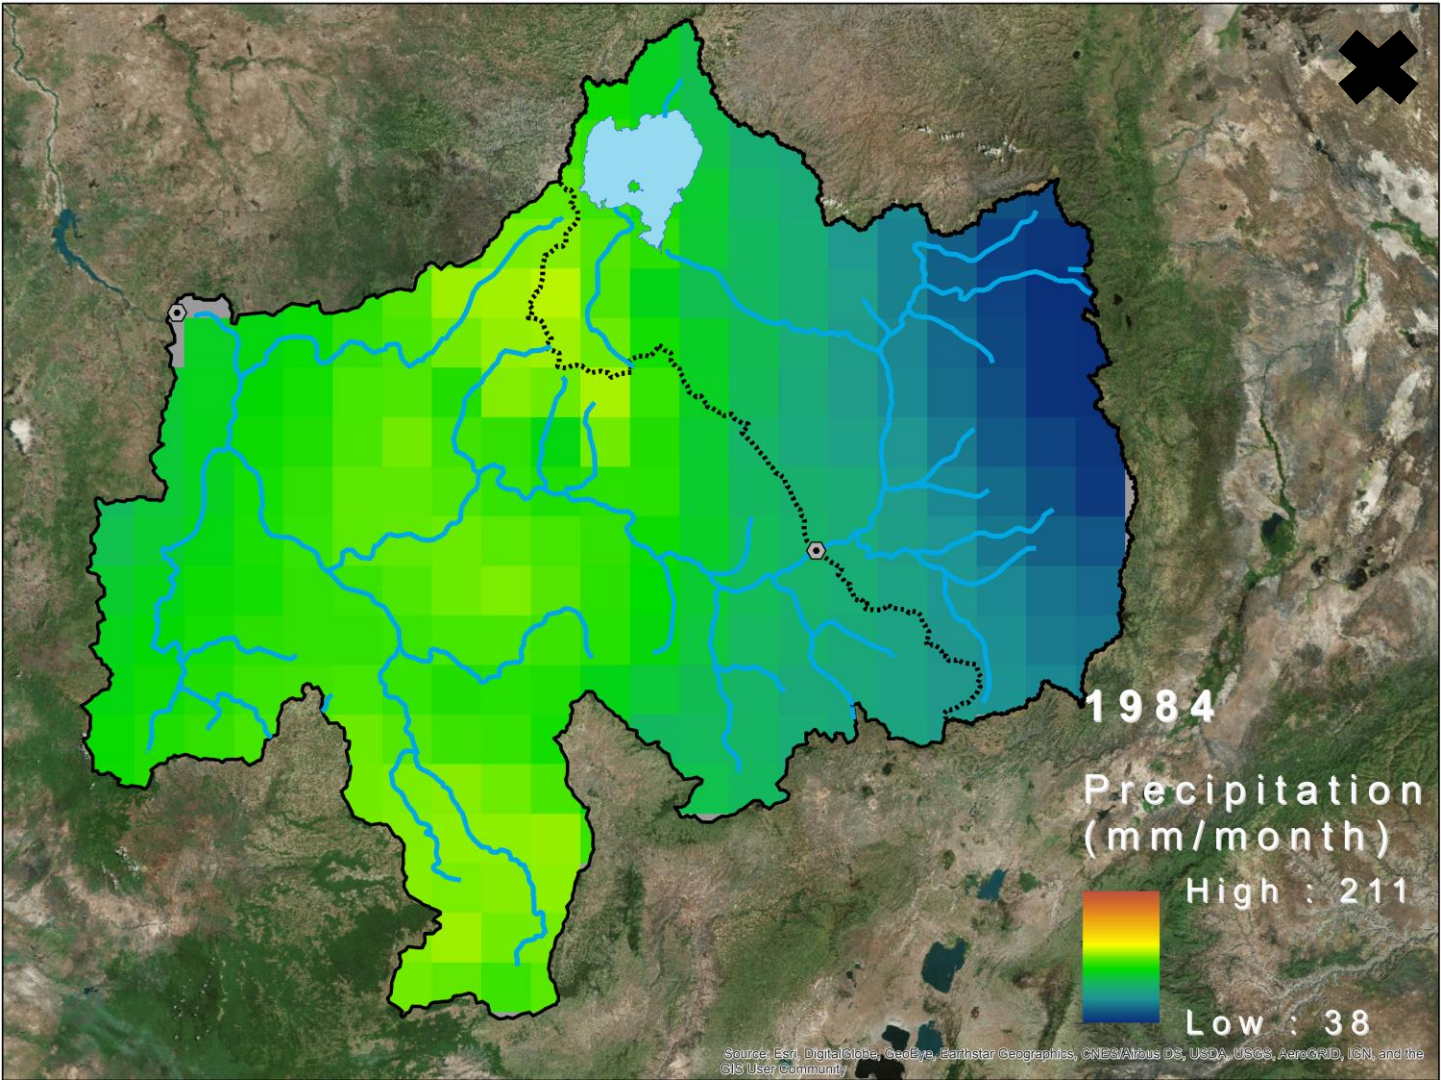 1984
Precipitation
(mm/month)
High : 211
Low : 38
Source: Esri, DigitalGlobe, GeoEye, Earthstar Geographics, CNES/Airbus DS, USDA, USGS, AeroGRID, IGN, and the
GIS User Community